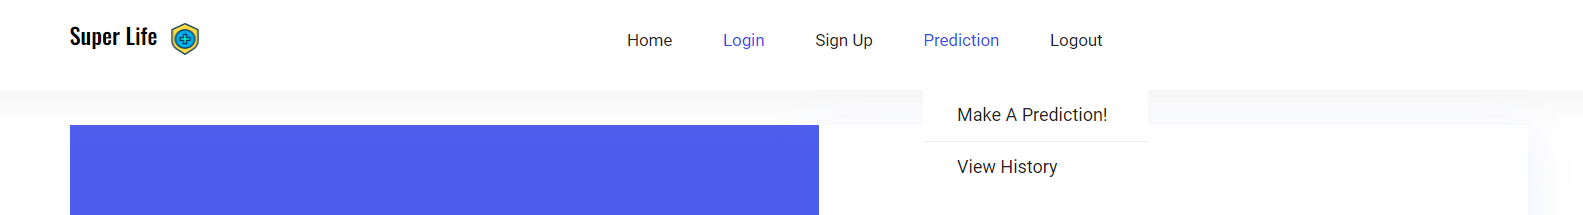 Super Life
Home Login Sign Up Prediction Logout
Make A Prediction!
View History